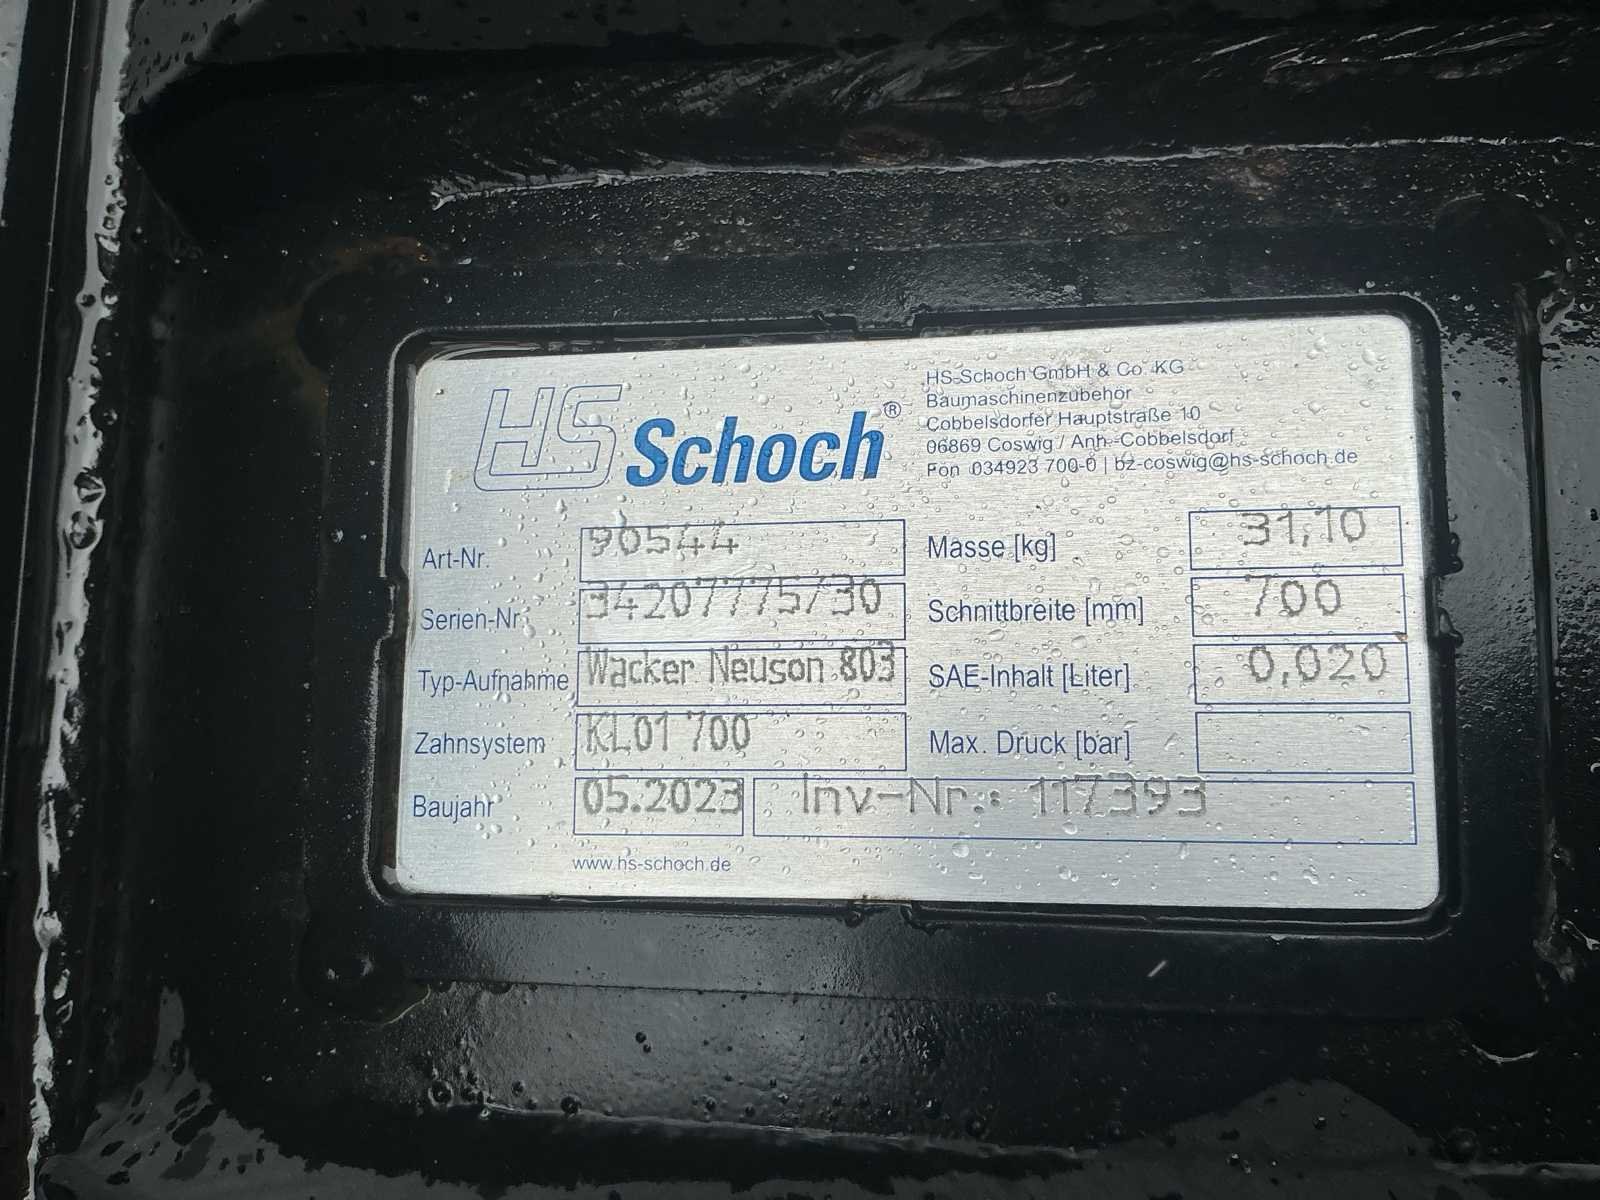 HS Schoch®
HS-Schoch GmbH & Co. KG
Baumaschinenzubehör
Cobbelsdorfer Hauptstraße 10
06869 Coswig / Anh.-Cobbelsdorf
Fon 034923 700-0 | bz-coswig@hs-schoch.de
Art-Nr. 90544 Masse [kg] 31,10
Serien-Nr. 34207775/30 Schnittbreite [mm] 700
Typ-Aufnahme Wacker Neuson 803 SAE-Inhalt [Liter] 0,020
Zahnsystem KL01 700 Max. Druck [bar]
Baujahr 05.2023 Inv-Nr.: 117393
www.hs-schoch.de